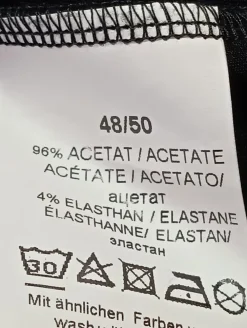 48/50
96% ACETAT / ACETATE
ACÉTATE / ACETATO/
ацетат
4% ELASTHAN / ELASTANE
ÉLASTHANNE/ ELASTAN/
эластан
30
Mit ähnlichen Farben